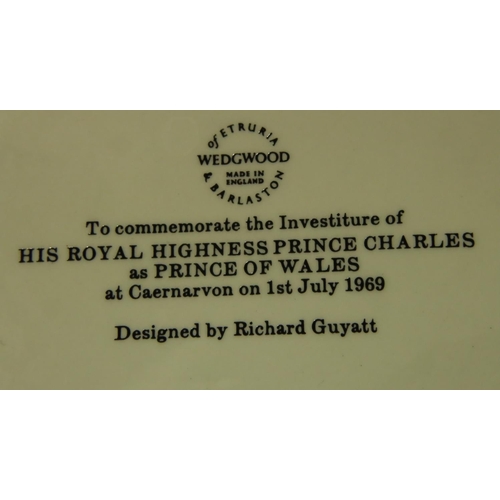 of ETRURIA
WEDGWOOD
MADE IN
ENGLAND
& BARLASTON
To commemorate the Investiture of
HIS ROYAL HIGHNESS PRINCE CHARLES
as PRINCE OF WALES
at Caernarvon on 1st July 1969
Designed by Richard Guyatt